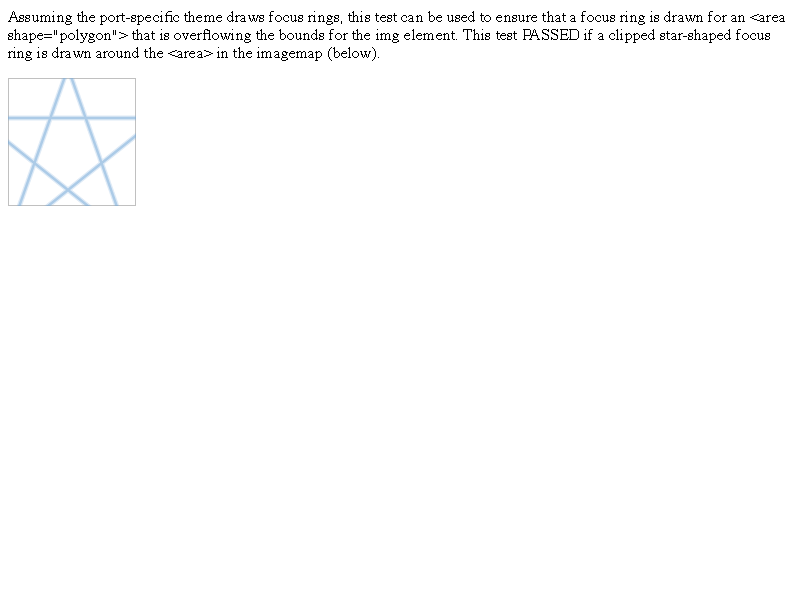 Assuming the port-specific theme draws focus rings, this test can be used to ensure that a focus ring is drawn for an <area
shape="polygon"> that is overflowing the bounds for the img element. This test PASSED if a clipped star-shaped focus
ring is drawn around the <area> in the imagemap (below).